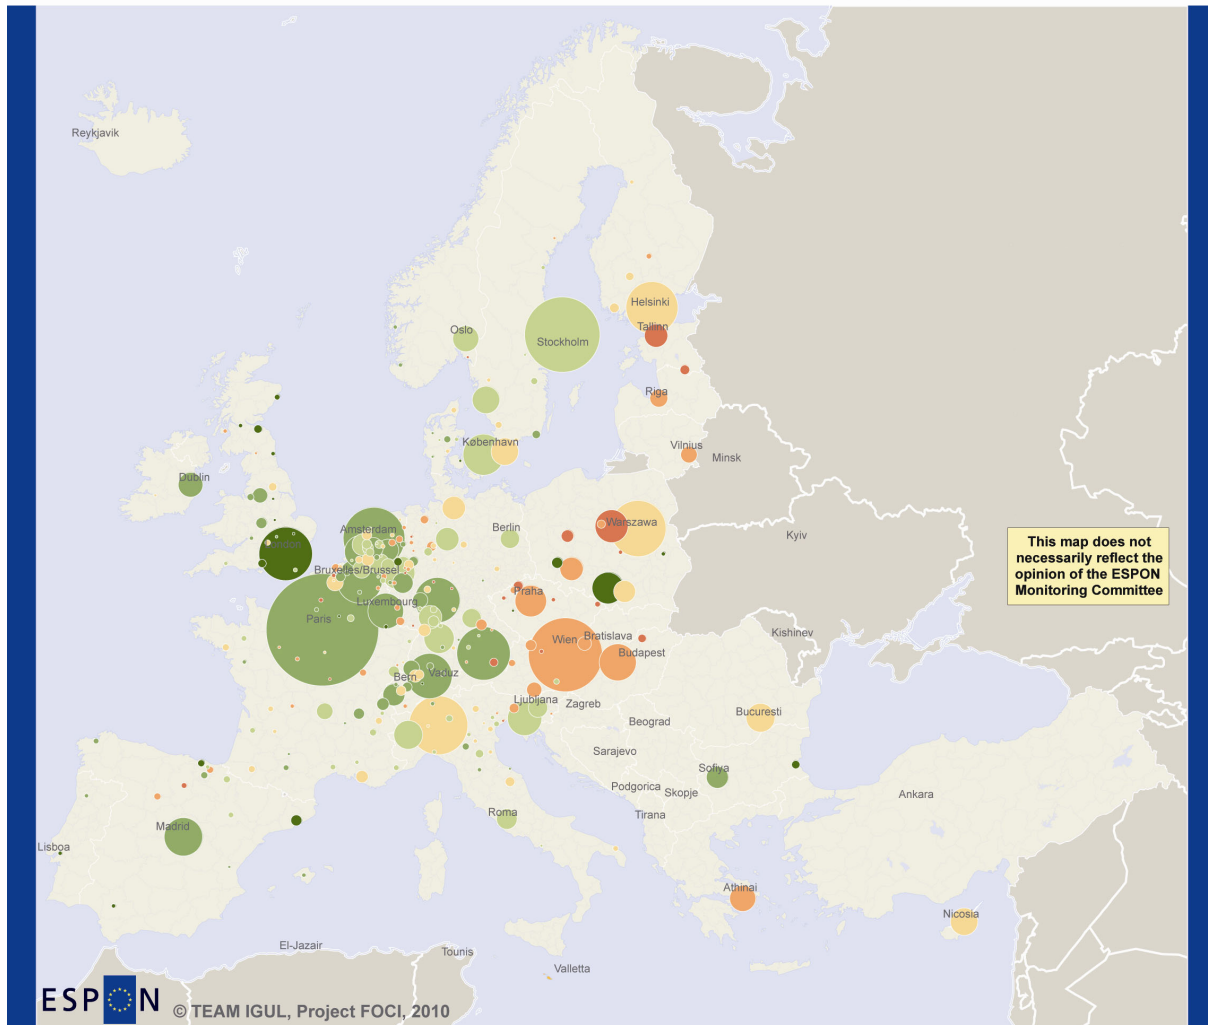 Reykjavik
Helsinki
Tallinn
Oslo
Stockholm
Riga
København
Vilnius
Minsk
Dublin
Warszawa
Amsterdam
Berlin
Kyiv
London
This map does not
necessarily reflect the
opinion of the ESPON
Monitoring Committee
Bruxelles/Brussel
Praha
Luxembourg
Paris
Kishinev
Wien
Bratislava
Budapest
Bern
Vaduz
Ljubljana
Zagreb
Bucuresti
Beograd
Sarajevo
Sofiya
Podgorica
Skopje
Ankara
Roma
Tirana
Madrid
Lisboa
Athinai
Nicosia
El-Jazair
Tounis
Valletta
ESPON
© TEAM IGUL, Project FOCI, 2010